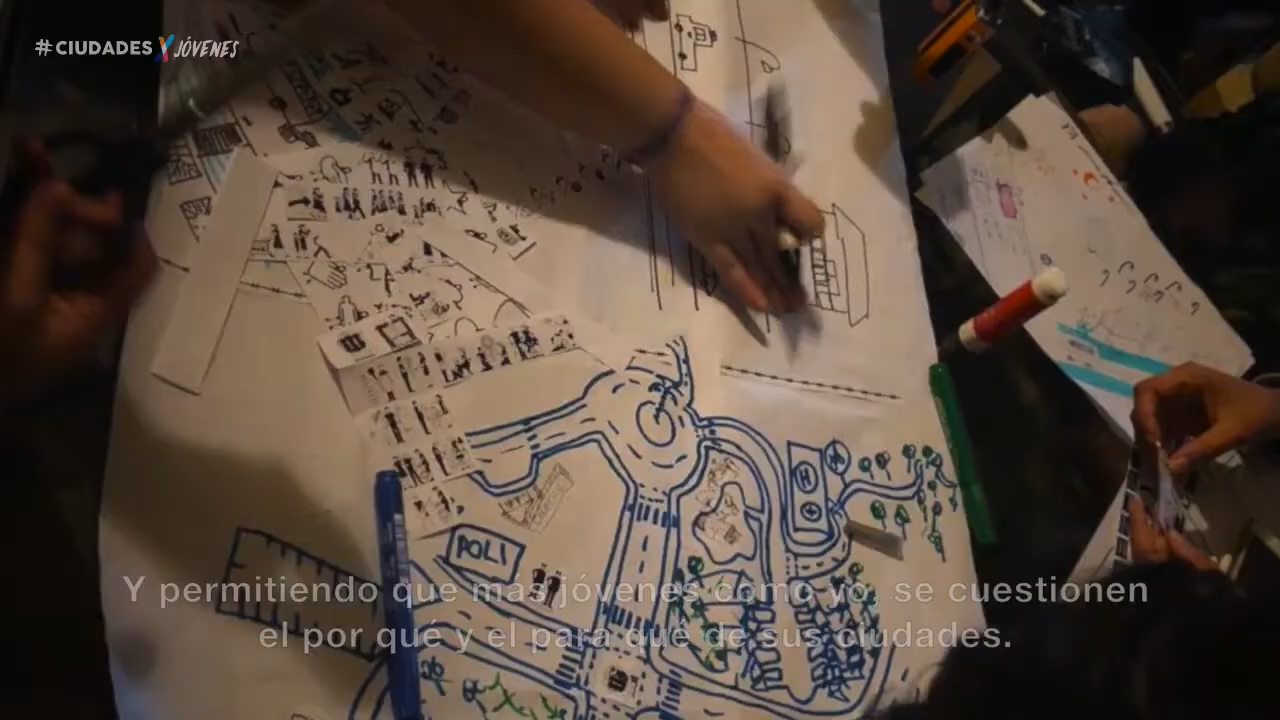 #CIUDADES Y JÓVENES
POLI
H
Y permitiendo que más jóvenes como yo, se cuestionen
el por qué y el para qué de sus ciudades.